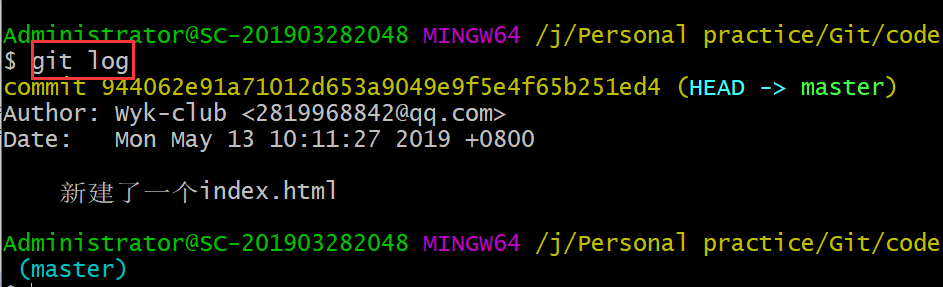 Administrator@SC-201903282048 MINGW64 /j/Personal practice/Git/code
$ git log
commit 944062e91a71012d653a9049e9f5e4f65b251ed4 (HEAD -> master)
Author: Wyk-club <2819968842@qq.com>
Date:   Mon May 13 10:11:27 2019 +0800
新建了一个index.html
Administrator@SC-201903282048 MINGW64 /j/Personal practice/Git/code
(master)
$